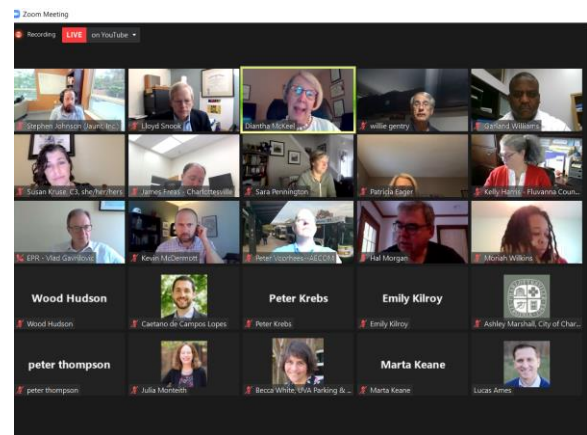 Zoom Meeting
Recording LIVE on YouTube
Stephen Johnson (Jaunt, Inc.)
Lloyd Snook
Diantha McKeel
willie gentry
Garland Williams
Susan Kruse, C3, she/her/hers
James Freas - Charlottesville
Sara Pennington
Patricia Eager
Kelly Harris - Fluvanna Coun...
EPR - Vlad Gavrilovic
Kevin McDermott
Peter Voorhees--AECOM
Hal Morgan
Moriah Wilkins
Wood Hudson
Peter Krebs
Emily Kilroy
Wood Hudson
Caetano de Campos Lopes
Peter Krebs
Emily Kilroy
Ashley Marshall, City of Char...
peter thompson
Marta Keane
peter thompson
Julia Monteith
Becca White, UVA Parking & ...
Marta Keane
Lucas Ames